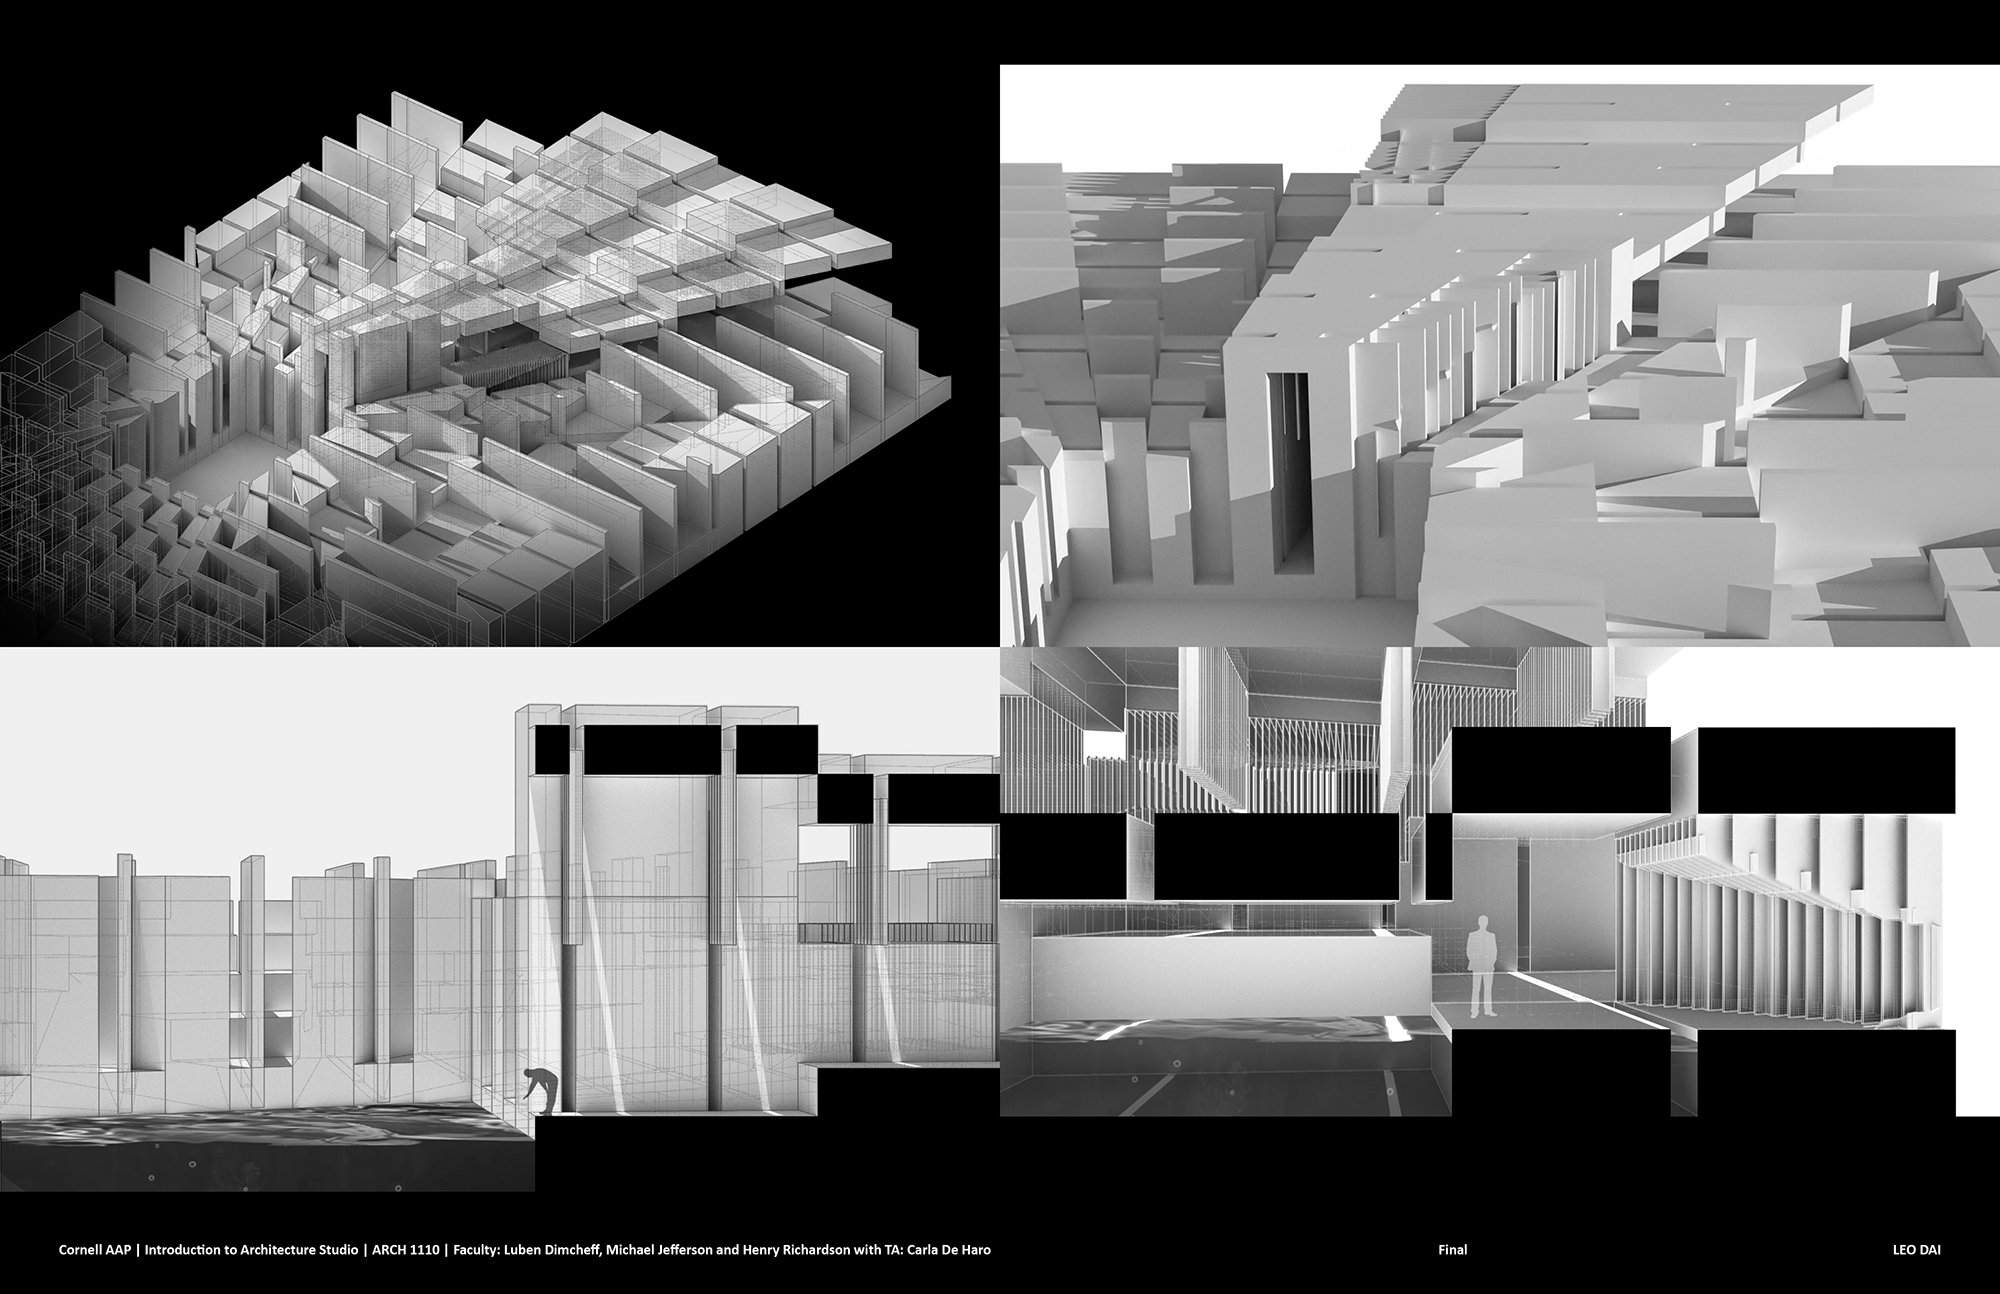 Cornell AAP | Introduction to Architecture Studio | ARCH 1110 | Faculty: Luben Dimcheff, Michael Jefferson and Henry Richardson with TA: Carla De Haro
Final
LEO DAI